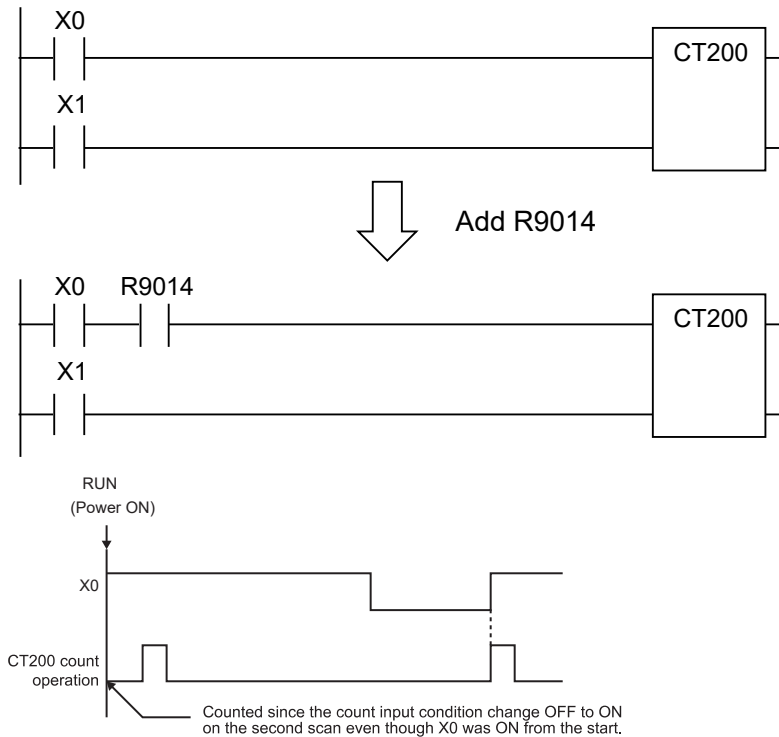 X0
CT200
X1
Add R9014
X0 R9014
CT200
X1
RUN
(Power ON)
X0
CT200 count
operation
Counted since the count input condition change OFF to ON
on the second scan even though X0 was ON from the start.